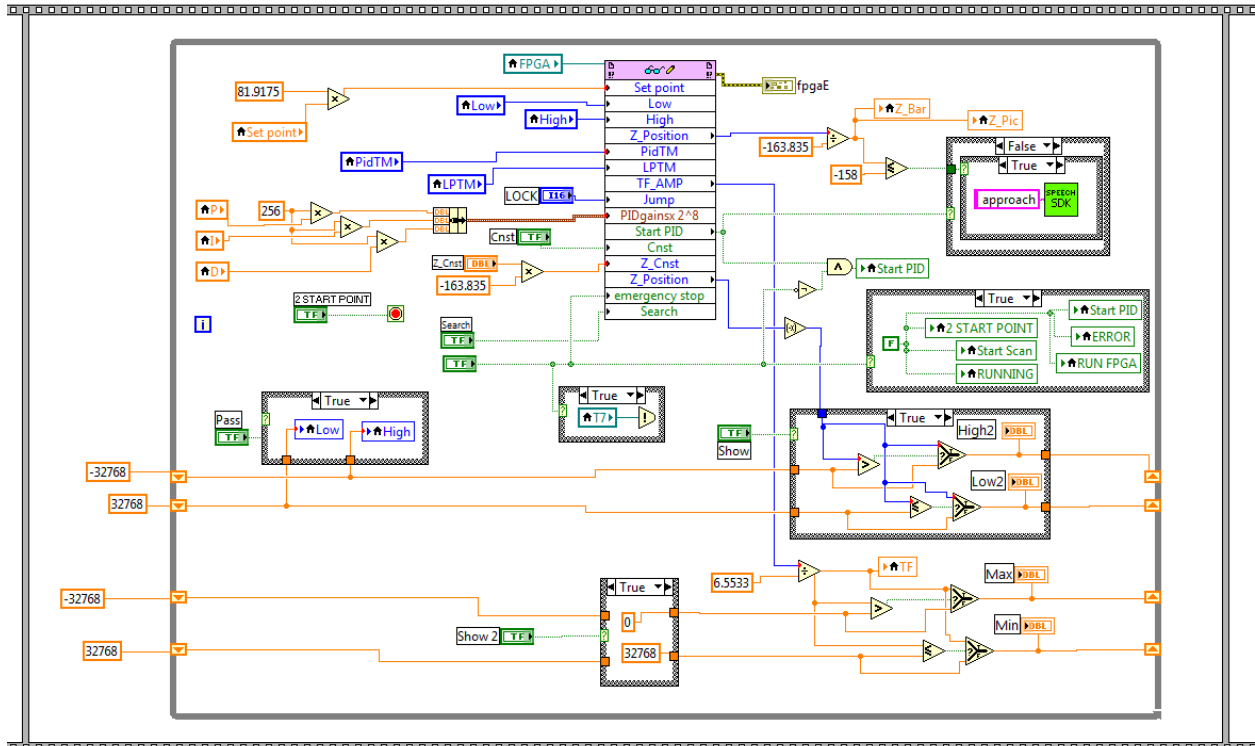 FPGA
fpgaE
81.9175
Set point
Set point
Low
Low
High
High
Z_Position
PidTM
PidTM
LPTM
LPTM
TF_AMP
LOCK
I16
Jump
PIDgainsx 2^8
Start PID
Cnst
TF
Cnst
Z_Cnst
DBL
Z_Cnst
-163.835
Z_Position
emergency stop
Search
P
I
D
256
DBL
DBL
DBL
2 START POINT
TF
i
Search
TF
TF
Z_Bar
Z_Pic
-163.835
-158
False
True
approach
SPEECH
SDK
Start PID
True
F
2 START POINT
Start Scan
RUNNING
Start PID
ERROR
RUN FPGA
True
T7
Pass
TF
True
Low
High
TF
Show
True
High2
DBL
Low2
DBL
-32768
32768
6.5533
TF
Max
DBL
Min
DBL
-32768
32768
Show 2
TF
True
0
32768